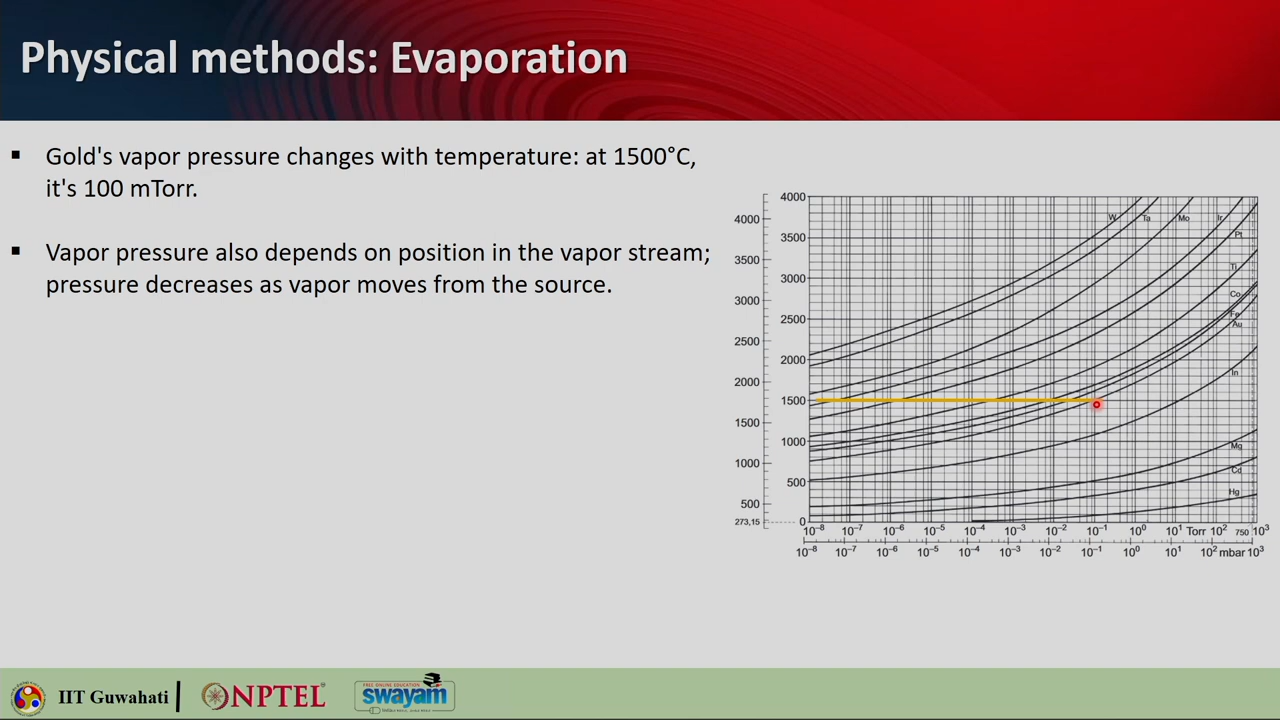 Physical methods: Evaporation
▪ Gold's vapor pressure changes with temperature: at 1500°C,
it's 100 mTorr.
▪ Vapor pressure also depends on position in the vapor stream;
pressure decreases as vapor moves from the source.
4000
3500
3000
2500
2000
1500
1000
500
273,15
4000
3500
3000
2500
2000
1500
1000
500
0
W
Ta
Mo
Ir
Pt
Ti
Co
Fe
Au
In
Mg
Cd
Hg
10⁻⁸ 10⁻⁷ 10⁻⁶ 10⁻⁵ 10⁻⁴ 10⁻³ 10⁻² 10⁻¹ 10⁰ 10¹ Torr 10² 750 10³
10⁻⁸ 10⁻⁷ 10⁻⁶ 10⁻⁵ 10⁻⁴ 10⁻³ 10⁻² 10⁻¹ 10⁰ 10¹ 10² mbar 10³
IIT Guwahati
NPTEL
FREE ONLINE EDUCATION
swayam